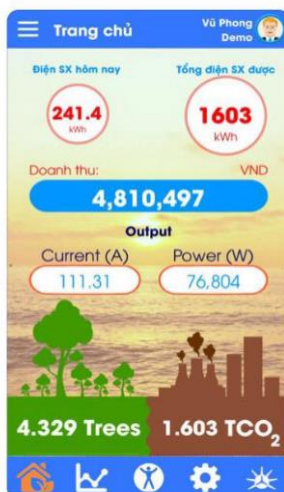 Trang chủ
Vũ Phong
Demo
Điện SX hôm nay
Tổng điện SX được
241.4
kWh
1603
kWh
Doanh thu:
VND
4,810,497
Output
Current (A)
Power (W)
111,31
76,804
4.329 Trees
1.603 TCO₂